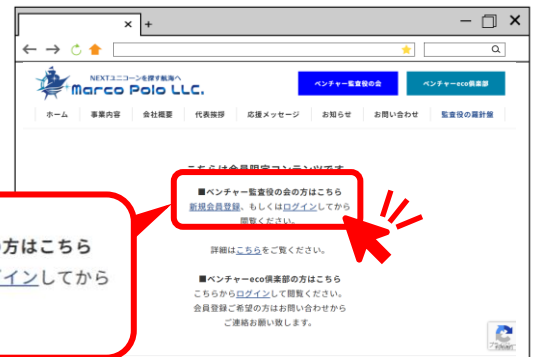 NEXTユニコーンを探す航海へ
Marco Polo LLC.
ベンチャー監査役の会
ベンチャーeco倶楽部
ホーム 事業内容 会社概要 代表挨拶 応援メッセージ お知らせ お問い合わせ 監査役の羅針盤
こちらは会員限定コンテンツです
■ベンチャー監査役の会の方はこちら
新規会員登録、もしくはログインしてから
閲覧ください。
詳細はこちらをご覧ください。
■ベンチャーeco倶楽部の方はこちら
こちらからログインして閲覧ください。
会員登録ご希望の方はお問い合わせから
ご連絡お願い致します。
の方はこちら
グインしてから